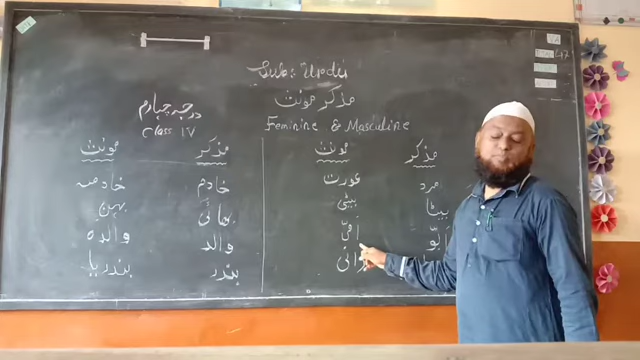 Sub: Urdu
مذکر مونث
درجہ چہارم
Class IV
Feminine & Masculine
مذکر مونث
مرد عورت
بیٹا بیٹی
اَبّو اَمّی
مذکر مونث
خادم خادمہ
بھائی بہن
والد والدہ
بندر بندریا